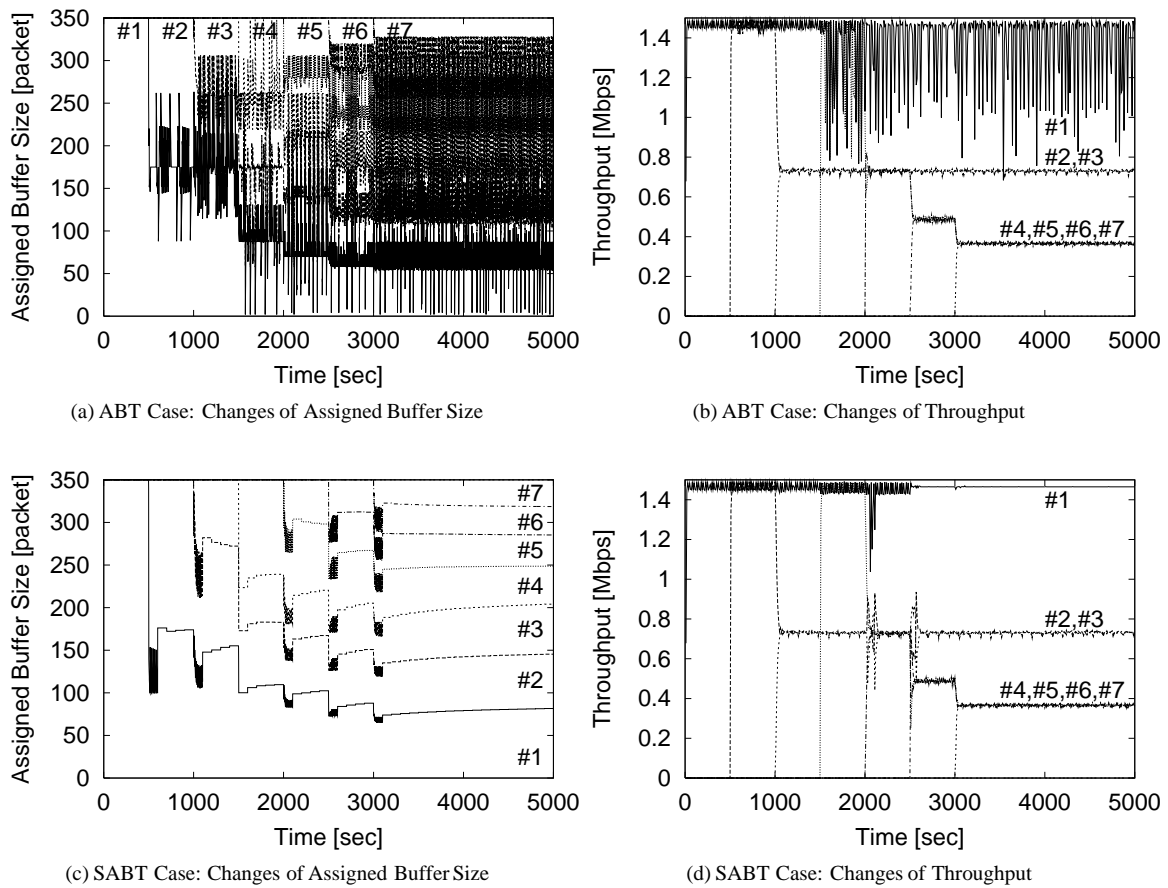 Assigned Buffer Size [packet]
350
300
250
200
150
100
50
0
#1 #2 #3 #4 #5 #6 #7
0 1000 2000 3000 4000 5000
Time [sec]
(a) ABT Case: Changes of Assigned Buffer Size
Throughput [Mbps]
1.4
1.2
1
0.8
0.6
0.4
0.2
0
#1
#2,#3
#4,#5,#6,#7
0 1000 2000 3000 4000 5000
Time [sec]
(b) ABT Case: Changes of Throughput
Assigned Buffer Size [packet]
350
300
250
200
150
100
50
0
#7
#6
#5
#4
#3
#2
#1
0 1000 2000 3000 4000 5000
Time [sec]
(c) SABT Case: Changes of Assigned Buffer Size
Throughput [Mbps]
1.4
1.2
1
0.8
0.6
0.4
0.2
0
#1
#2,#3
#4,#5,#6,#7
0 1000 2000 3000 4000 5000
Time [sec]
(d) SABT Case: Changes of Throughput